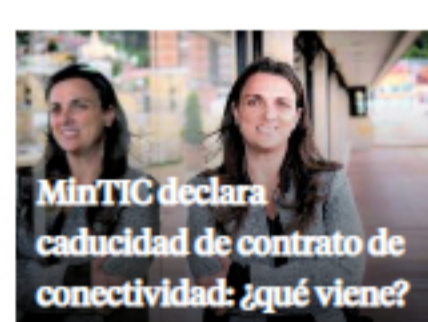 MinTIC declara
caducidad de contrato de
conectividad: ¿qué viene?